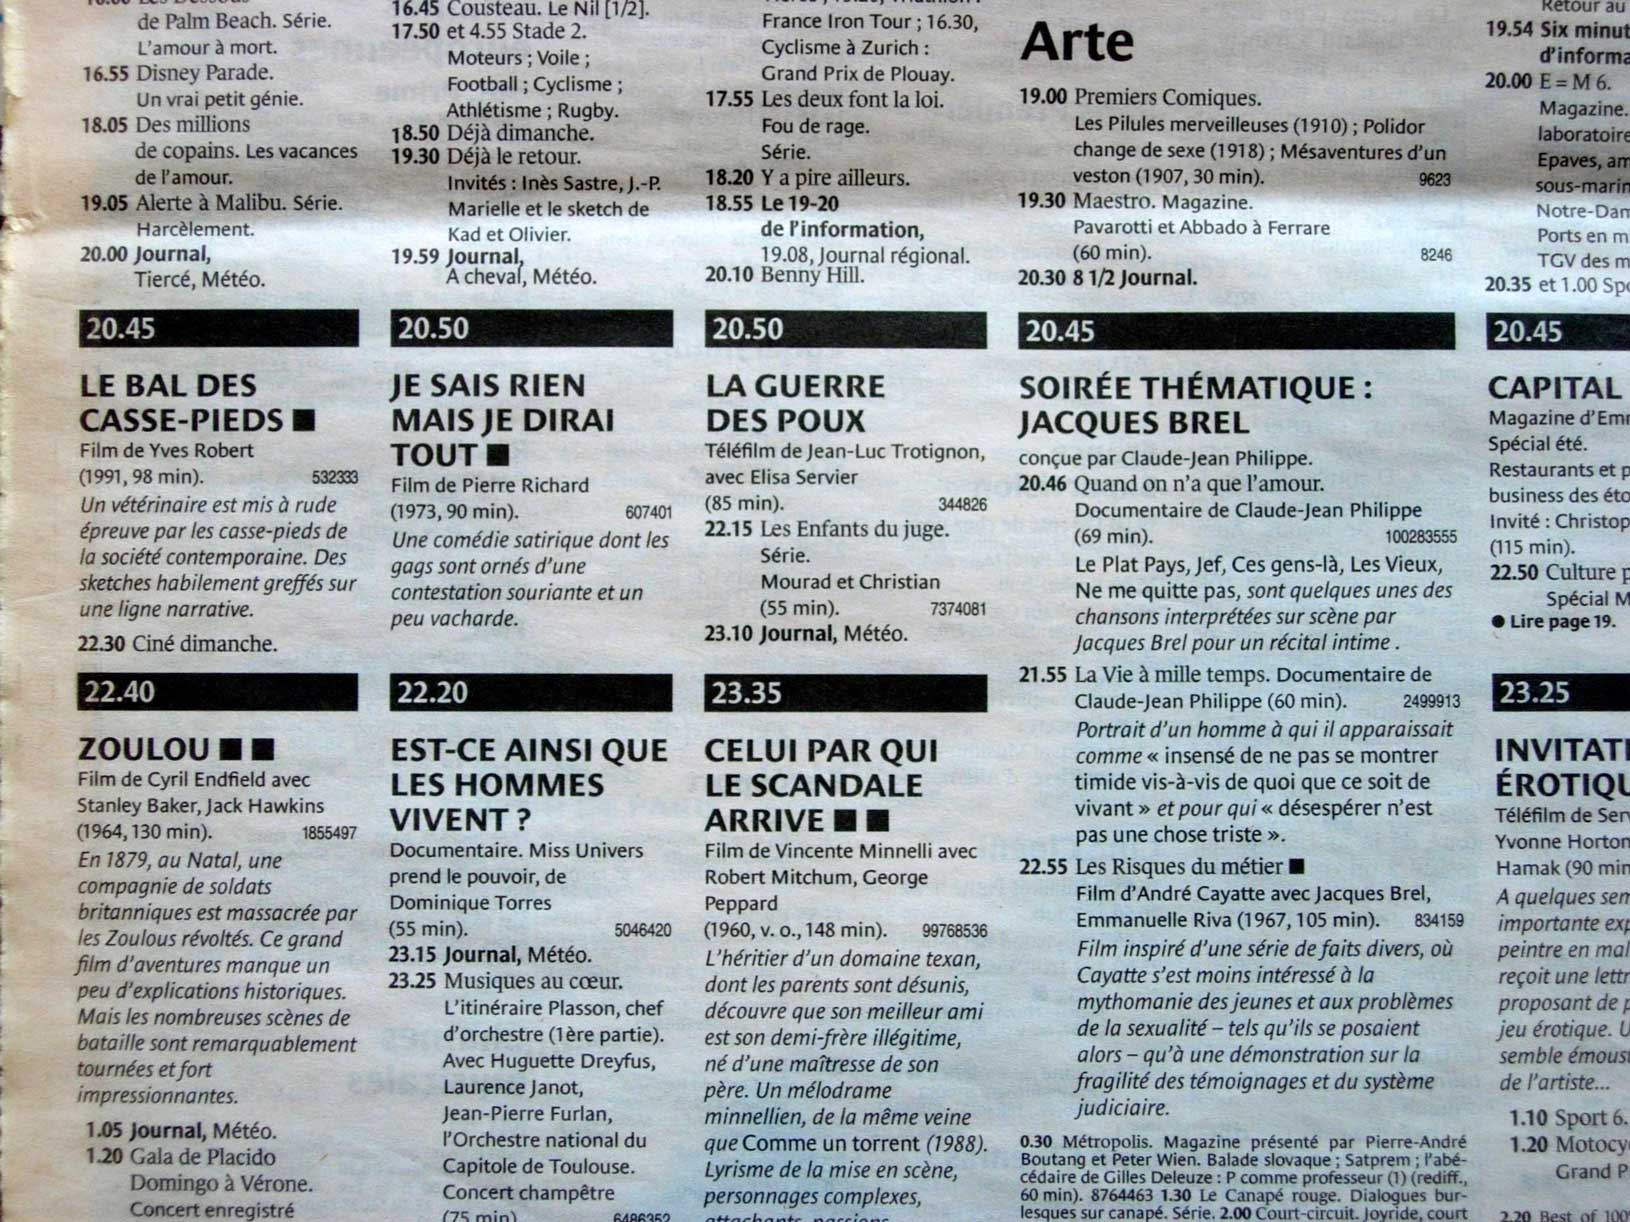 de Palm Beach. Série.
L'amour à mort.
16.55 Disney Parade.
Un vrai petit génie.
18.05 Des millions
de copains. Les vacances
de l'amour.
19.05 Alerte à Malibu. Série.
Harcèlement.
20.00 Journal,
Tiercé, Météo.
20.45
LE BAL DES
CASSE-PIEDS ■
Film de Yves Robert
(1991, 98 min). 532333
Un vétérinaire est mis à rude
épreuve par les casse-pieds de
la société contemporaine. Des
sketches habilement greffés sur
une ligne narrative.
22.30 Ciné dimanche.
22.40
ZOULOU ■ ■
Film de Cyril Endfield avec
Stanley Baker, Jack Hawkins
(1964, 130 min). 1855497
En 1879, au Natal, une
compagnie de soldats
britanniques est massacrée par
les Zoulous révoltés. Ce grand
film d'aventures manque un
peu d'explications historiques.
Mais les nombreuses scènes de
bataille sont remarquablement
tournées et fort
impressionnantes.
1.05 Journal, Météo.
1.20 Gala de Placido
Domingo à Vérone.
Concert enregistré
16.45 Cousteau. Le Nil [1/2].
17.50 et 4.55 Stade 2.
Moteurs ; Voile ;
Football ; Cyclisme ;
Athlétisme ; Rugby.
18.50 Déjà dimanche.
19.30 Déjà le retour.
Invités : Inès Sastre, J.-P.
Marielle et le sketch de
Kad et Olivier.
19.59 Journal,
A cheval, Météo.
20.50
JE SAIS RIEN
MAIS JE DIRAI
TOUT ■
Film de Pierre Richard
(1973, 90 min). 607401
Une comédie satirique dont les
gags sont ornés d'une
contestation souriante et un
peu vacharde.
22.20
EST-CE AINSI QUE
LES HOMMES
VIVENT ?
Documentaire. Miss Univers
prend le pouvoir, de
Dominique Torres
(55 min). 5046420
23.15 Journal, Météo.
23.25 Musiques au cœur.
L'itinéraire Plasson, chef
d'orchestre (1ère partie).
Avec Huguette Dreyfus,
Laurence Janot,
Jean-Pierre Furlan,
l'Orchestre national du
Capitole de Toulouse.
Concert champêtre
(75 min) 6486352
France Iron Tour ; 16.30,
Cyclisme à Zurich :
Grand Prix de Plouay.
17.55 Les deux font la loi.
Fou de rage.
Série.
18.20 Y a pire ailleurs.
18.55 Le 19-20
de l'information,
19.08, Journal régional.
20.10 Benny Hill.
20.50
LA GUERRE
DES POUX
Téléfilm de Jean-Luc Trotignon,
avec Elisa Servier
(85 min). 344826
22.15 Les Enfants du juge.
Série.
Mourad et Christian
(55 min). 7374081
23.10 Journal, Météo.
23.35
CELUI PAR QUI
LE SCANDALE
ARRIVE ■ ■
Film de Vincente Minnelli avec
Robert Mitchum, George
Peppard
(1960, v. o., 148 min). 99768536
L'héritier d'un domaine texan,
dont les parents sont désunis,
découvre que son meilleur ami
est son demi-frère illégitime,
né d'une maîtresse de son
père. Un mélodrame
minnellien, de la même veine
que Comme un torrent (1988).
Lyrisme de la mise en scène,
personnages complexes,
Arte
19.00 Premiers Comiques.
Les Pilules merveilleuses (1910) ; Polidor
change de sexe (1918) ; Mésaventures d'un
veston (1907, 30 min). 9623
19.30 Maestro. Magazine.
Pavarotti et Abbado à Ferrare
(60 min). 8246
20.30 8 1/2 Journal.
20.45
SOIRÉE THÉMATIQUE :
JACQUES BREL
conçue par Claude-Jean Philippe.
20.46 Quand on n'a que l'amour.
Documentaire de Claude-Jean Philippe
(69 min). 100283555
Le Plat Pays, Jef, Ces gens-là, Les Vieux,
Ne me quitte pas, sont quelques unes des
chansons interprétées sur scène par
Jacques Brel pour un récital intime .
21.55 La Vie à mille temps. Documentaire de
Claude-Jean Philippe (60 min). 2499913
Portrait d'un homme à qui il apparaissait
comme « insensé de ne pas se montrer
timide vis-à-vis de quoi que ce soit de
vivant » et pour qui « désespérer n'est
pas une chose triste ».
22.55 Les Risques du métier ■
Film d'André Cayatte avec Jacques Brel,
Emmanuelle Riva (1967, 105 min). 834159
Film inspiré d'une série de faits divers, où
Cayatte s'est moins intéressé à la
mythomanie des jeunes et aux problèmes
de la sexualité – tels qu'ils se posaient
alors – qu'à une démonstration sur la
fragilité des témoignages et du système
judiciaire.
0.30 Métropolis. Magazine présenté par Pierre-André
Boutang et Peter Wien. Balade slovaque ; Satprem ; l'abé-
cédaire de Gilles Deleuze : P comme professeur (1) (rediff.,
60 min). 8764463 1.30 Le Canapé rouge. Dialogues bur-
lesques sur canapé. Série. 2.00 Court-circuit. Joyride, court
Retour au
19.54 Six minut
d'informa
20.00 E = M 6.
Magazine.
laboratoire
Epaves, am
sous-marin
Notre-Dam
Ports en m
TGV des m
20.35 et 1.00 Spo
20.45
CAPITAL
Magazine d'Emm
Spécial été.
Restaurants et p
business des éto
Invité : Christop
(115 min).
22.50 Culture p
Spécial M
● Lire page 19.
23.25
INVITATI
ÉROTIQU
Téléfilm de Serv
Yvonne Horton
Hamak (90 min
A quelques sem
importante exp
peintre en mal
reçoit une lettr
proposant de p
jeu érotique. U
semble émoust
de l'artiste...
1.10 Sport 6.
1.20 Motocy
Grand P
2.20 Best of 100